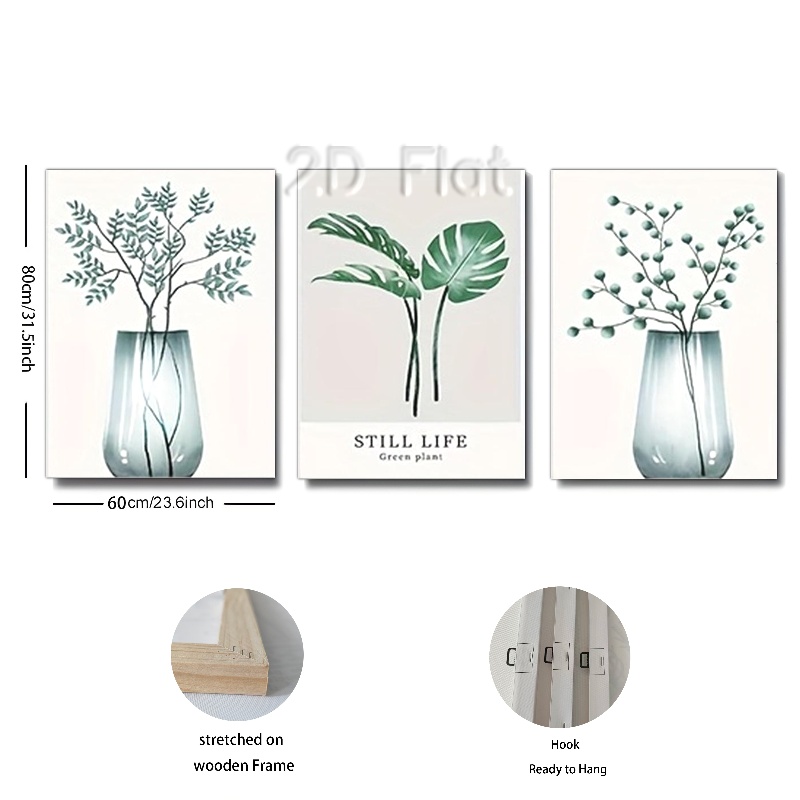 2D Flat
80cm/31.5inch
STILL LIFE
Green plant
60cm/23.6inch
stretched on
wooden Frame
Hook
Ready to Hang